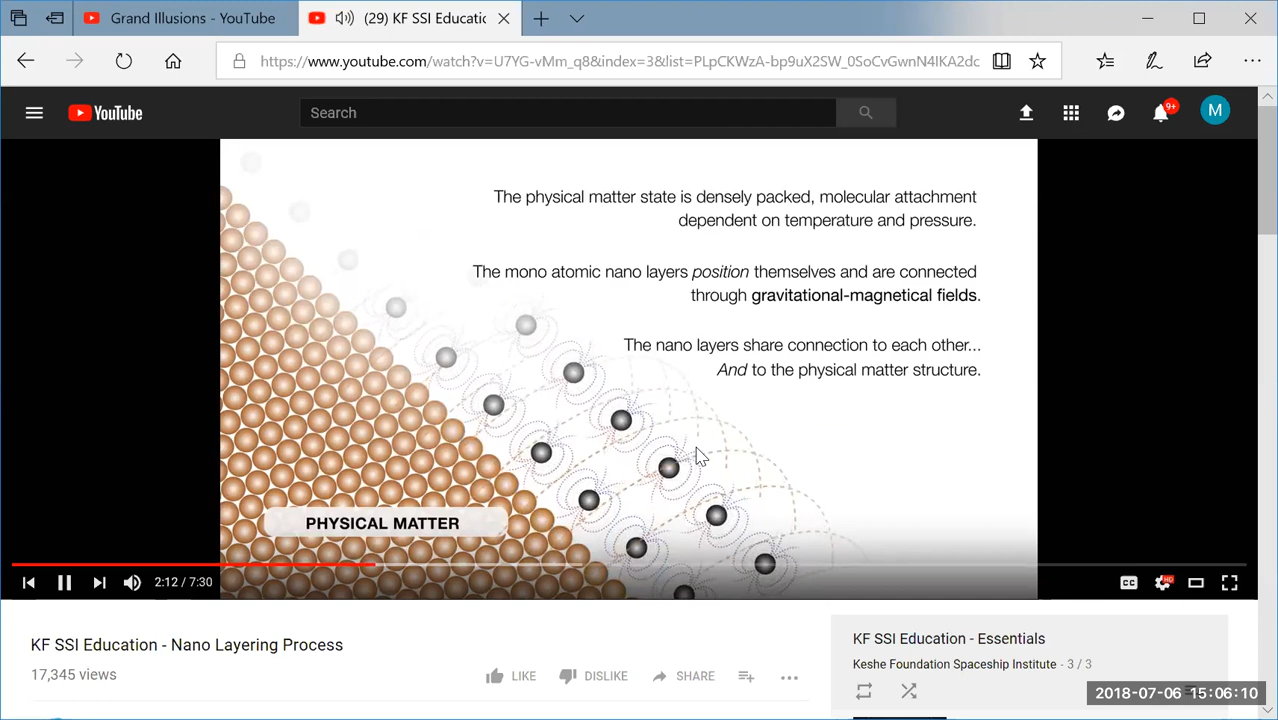 Grand Illusions - YouTube
(29) KF SSI Educatic
https://www.youtube.com/watch?v=U7YG-vMm_q8&index=3&list=PLpCKWzA-bp9uX2SW_0SoCvGwnN4IKA2dc
YouTube
Search
9+
M
The physical matter state is densely packed, molecular attachment
dependent on temperature and pressure.
The mono atomic nano layers position themselves and are connected
through gravitational-magnetical fields.
The nano layers share connection to each other...
And to the physical matter structure.
PHYSICAL MATTER
2:12 / 7:30
CC
HD
KF SSI Education - Nano Layering Process
17,345 views
LIKE
DISLIKE
SHARE
KF SSI Education - Essentials
Keshe Foundation Spaceship Institute - 3 / 3
2018-07-06 15:06:10